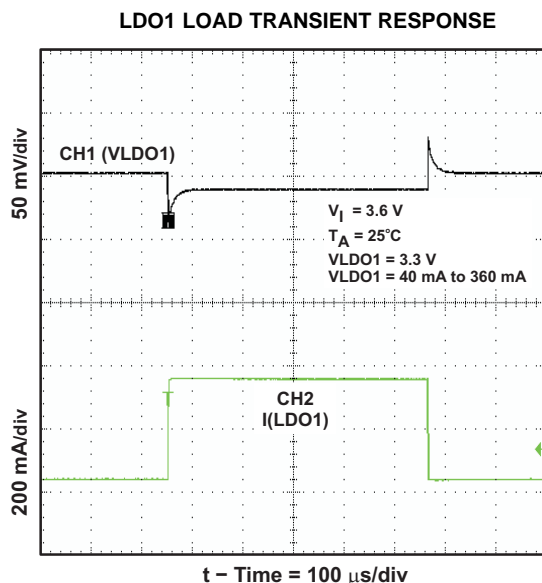 LDO1 LOAD TRANSIENT RESPONSE
50 mV/div
CH1 (VLDO1)
VI = 3.6 V
TA = 25°C
VLDO1 = 3.3 V
VLDO1 = 40 mA to 360 mA
200 mA/div
CH2
I(LDO1)
t − Time = 100 μs/div